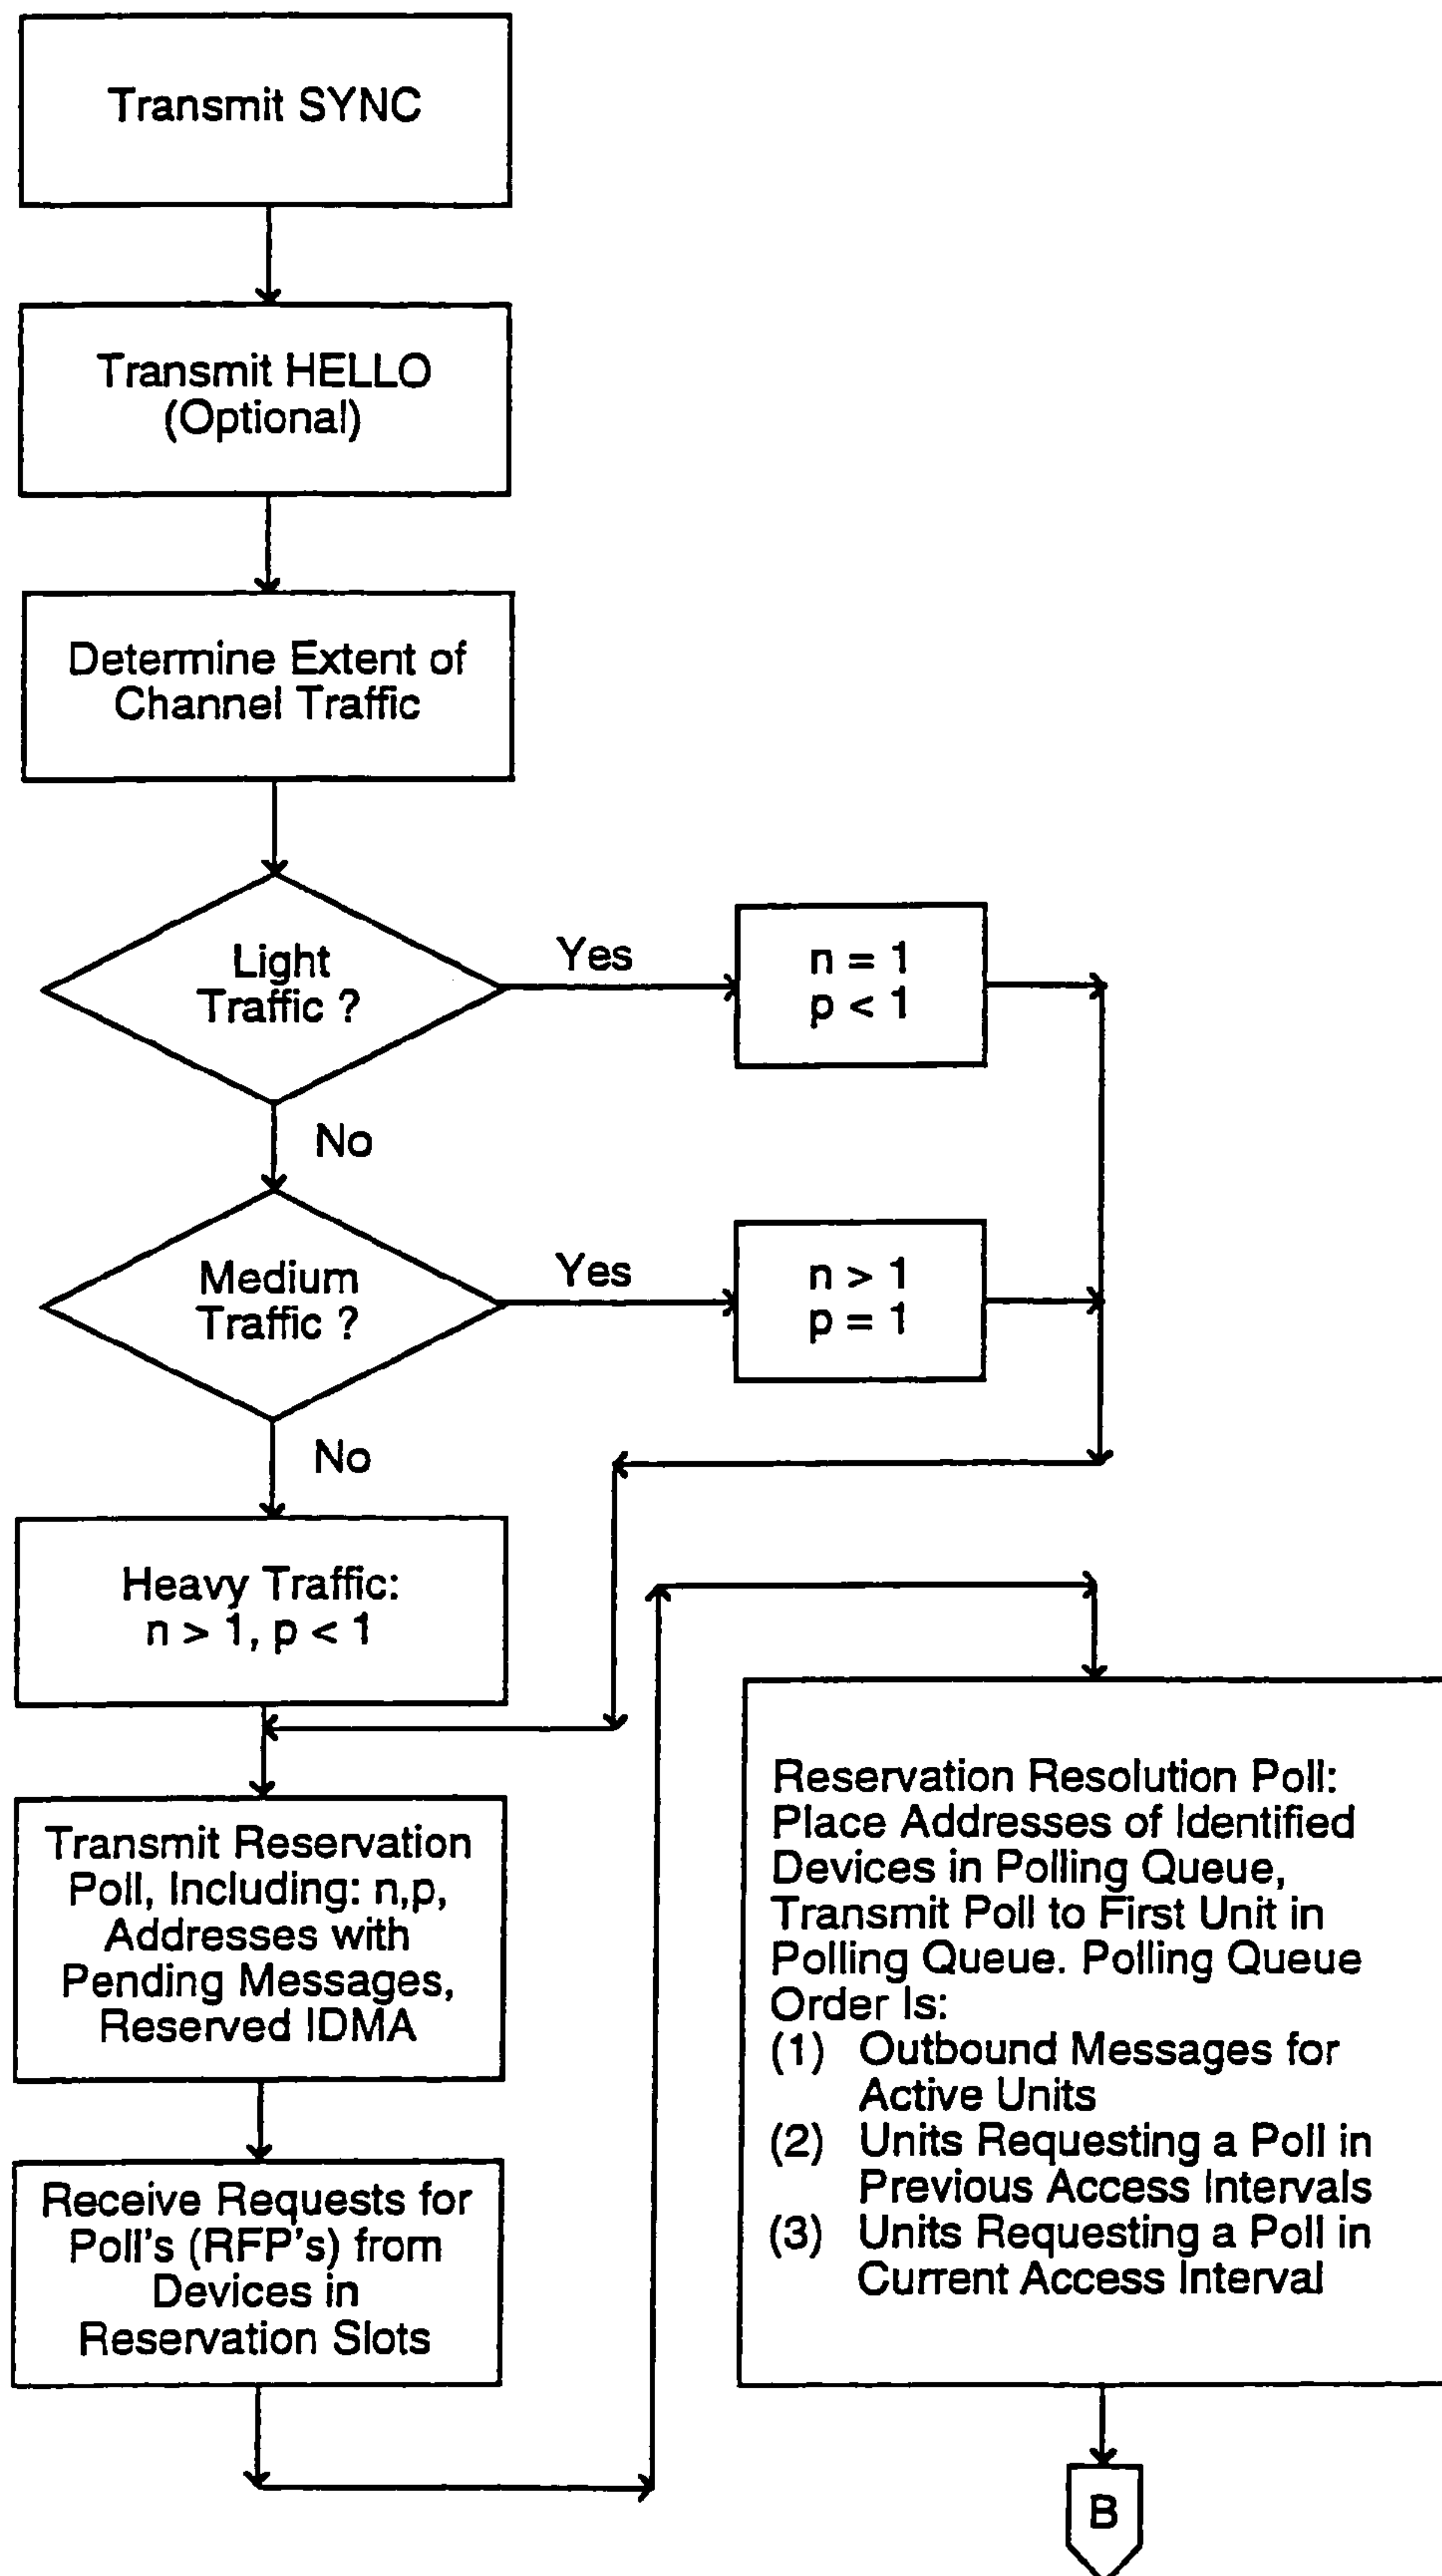 Transmit SYNC
Transmit HELLO
(Optional)
Determine Extent of
Channel Traffic
Light
Traffic ?
Yes
n = 1
p < 1
No
Medium
Traffic ?
Yes
n > 1
p = 1
No
Heavy Traffic:
n > 1, p < 1
Transmit Reservation
Poll, Including: n,p,
Addresses with
Pending Messages,
Reserved IDMA
Receive Requests for
Poll's (RFP's) from
Devices in
Reservation Slots
Reservation Resolution Poll:
Place Addresses of Identified
Devices in Polling Queue,
Transmit Poll to First Unit in
Polling Queue. Polling Queue
Order Is:
(1) Outbound Messages for
Active Units
(2) Units Requesting a Poll in
Previous Access Intervals
(3) Units Requesting a Poll in
Current Access Interval
B